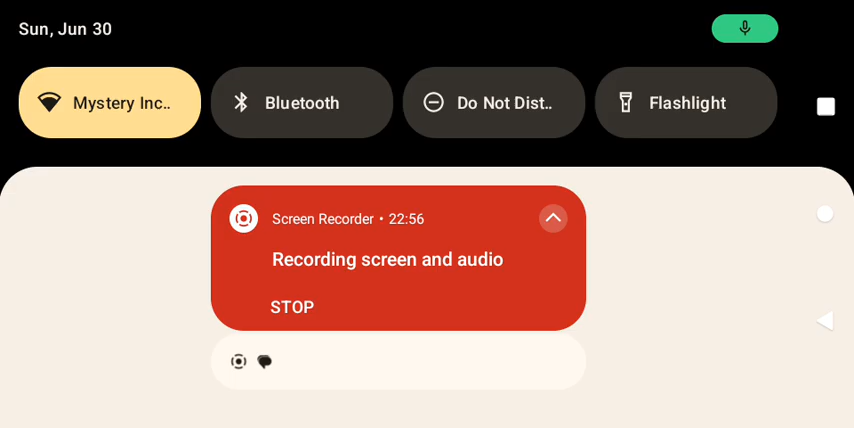 Sun, Jun 30
Mystery Inc..
Bluetooth
Do Not Dist..
Flashlight
Screen Recorder • 22:56
Recording screen and audio
STOP